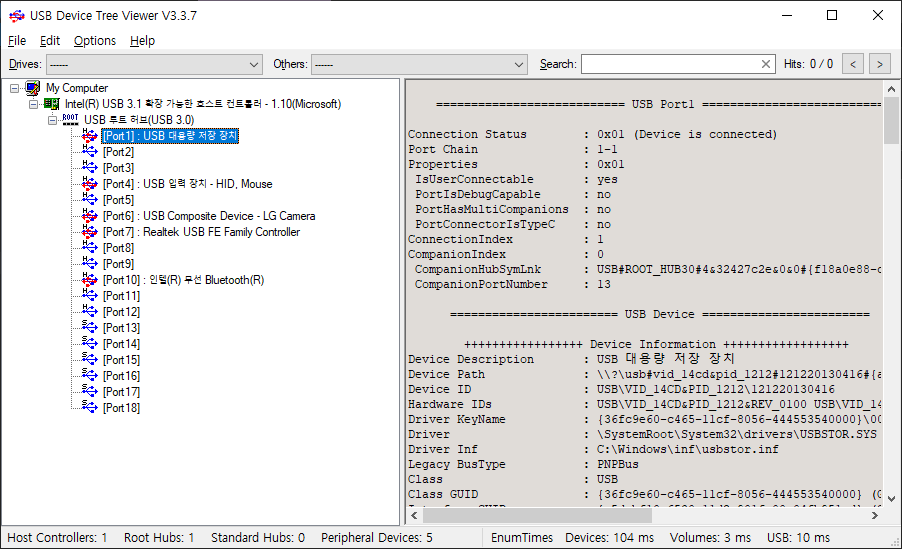 USB Device Tree Viewer V3.3.7
File Edit Options Help
Drives: ------ Others: ------ Search: Hits: 0 / 0 < >
My Computer
Intel(R) USB 3.1 확장 가능한 호스트 컨트롤러 - 1.10(Microsoft)
ROOT USB 루트 허브(USB 3.0)
[Port1] : USB 대용량 저장 장치
[Port2]
[Port3]
[Port4] : USB 입력 장치 - HID, Mouse
[Port5]
[Port6] : USB Composite Device - LG Camera
[Port7] : Realtek USB FE Family Controller
[Port8]
[Port9]
[Port10] : 인텔(R) 무선 Bluetooth(R)
[Port11]
[Port12]
[Port13]
[Port14]
[Port15]
[Port16]
[Port17]
[Port18]
=========================== USB Port1 ===========================
Connection Status : 0x01 (Device is connected)
Port Chain : 1-1
Properties : 0x01
IsUserConnectable : yes
PortIsDebugCapable : no
PortHasMultiCompanions : no
PortConnectorIsTypeC : no
ConnectionIndex : 1
CompanionIndex : 0
CompanionHubSymLnk : USB#ROOT_HUB30#4&32427c2e&0&0#{f18a0e88-c
CompanionPortNumber : 13
======================== USB Device ========================
+++++++++++++++++ Device Information ++++++++++++++++++
Device Description : USB 대용량 저장 장치
Device Path : \\?\usb#vid_14cd&pid_1212#121220130416#{a
Device ID : USB\VID_14CD&PID_1212\121220130416
Hardware IDs : USB\VID_14CD&PID_1212&REV_0100 USB\VID_14
Driver KeyName : {36fc9e60-c465-11cf-8056-444553540000}\00
Driver : \SystemRoot\System32\drivers\USBSTOR.SYS
Driver Inf : C:\Windows\inf\usbstor.inf
Legacy BusType : PNPBus
Class : USB
Class GUID : {36fc9e60-c465-11cf-8056-444553540000} (G
Host Controllers: 1 Root Hubs: 1 Standard Hubs: 0 Peripheral Devices: 5 EnumTimes Devices: 104 ms Volumes: 3 ms USB: 10 ms